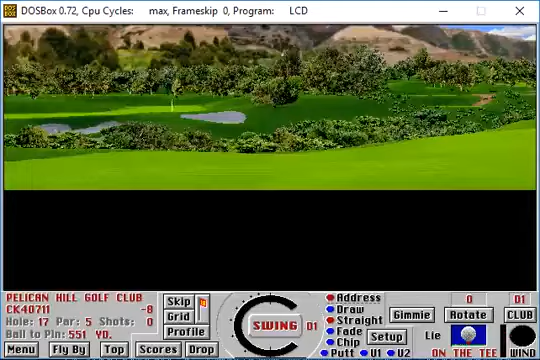 DOSBox 0.72, Cpu Cycles: max, Frameskip 0, Program: LCD
PELICAN HILL GOLF CLUB
CK40711 -8
Hole: 17 Par: 5 Shots: 0
Ball to Pin: 551 YD.
Menu Fly By Top Scores Drop
Skip
Grid
Profile
SWING D1
Address
Draw
Straight
Fade
Chip
Putt U1 U2
Setup
Gimmie
0
Rotate
D1
CLUB
Lie
ON THE TEE
WIND